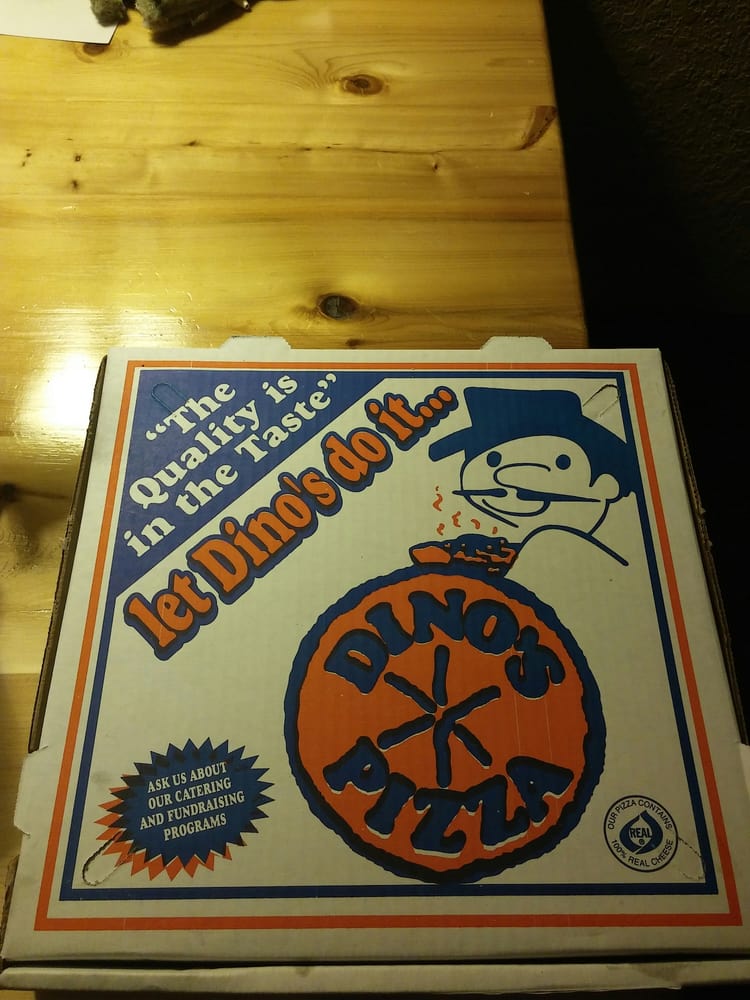 “The
Quality is
in the Taste”
let Dino's do it...
DINO'S
PIZZA
ASK US ABOUT
OUR CATERING
AND FUNDRAISING
PROGRAMS
OUR PIZZA CONTAINS
REAL
100% REAL CHEESE